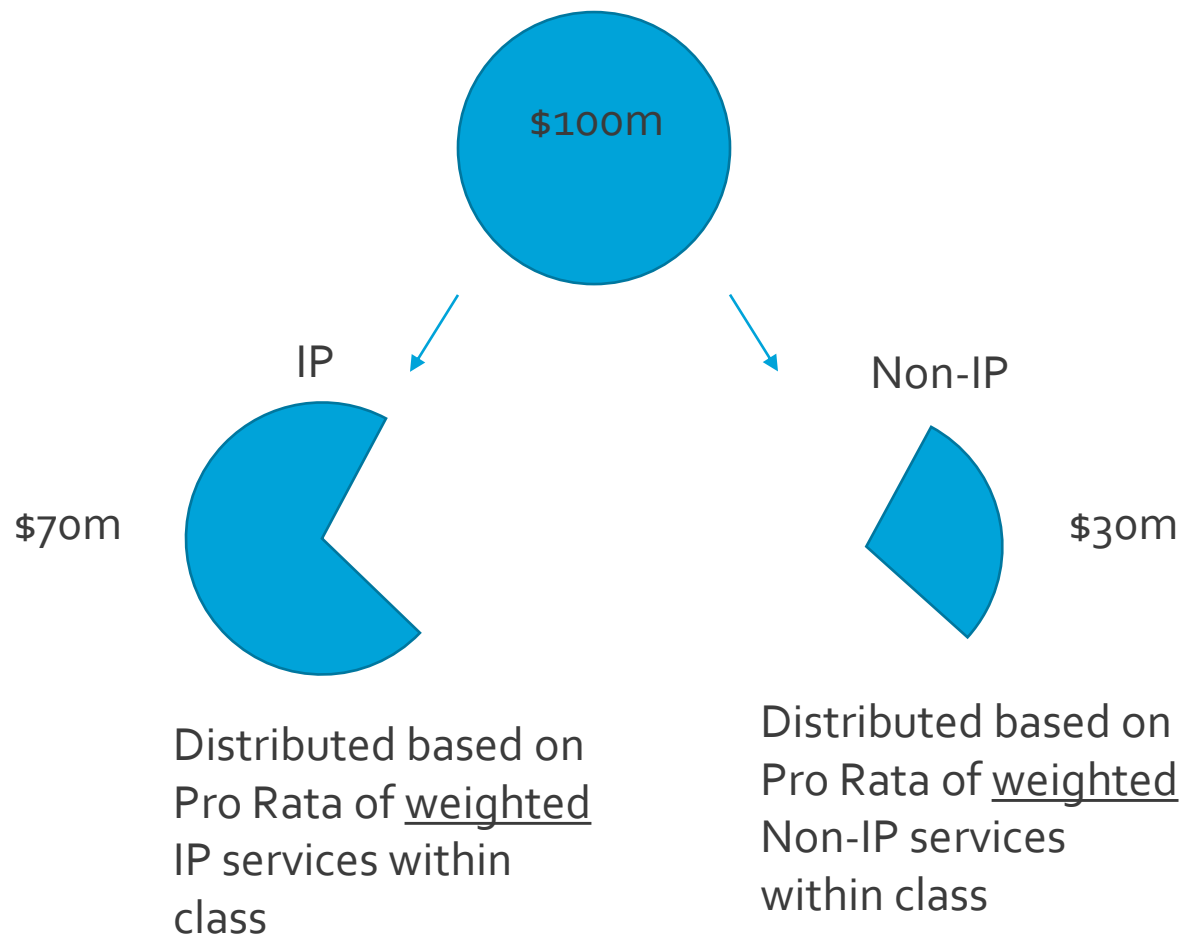 $100m
IP
Non-IP
$70m
$30m
Distributed based on
Pro Rata of weighted
IP services within
class
Distributed based on
Pro Rata of weighted
Non-IP services
within class